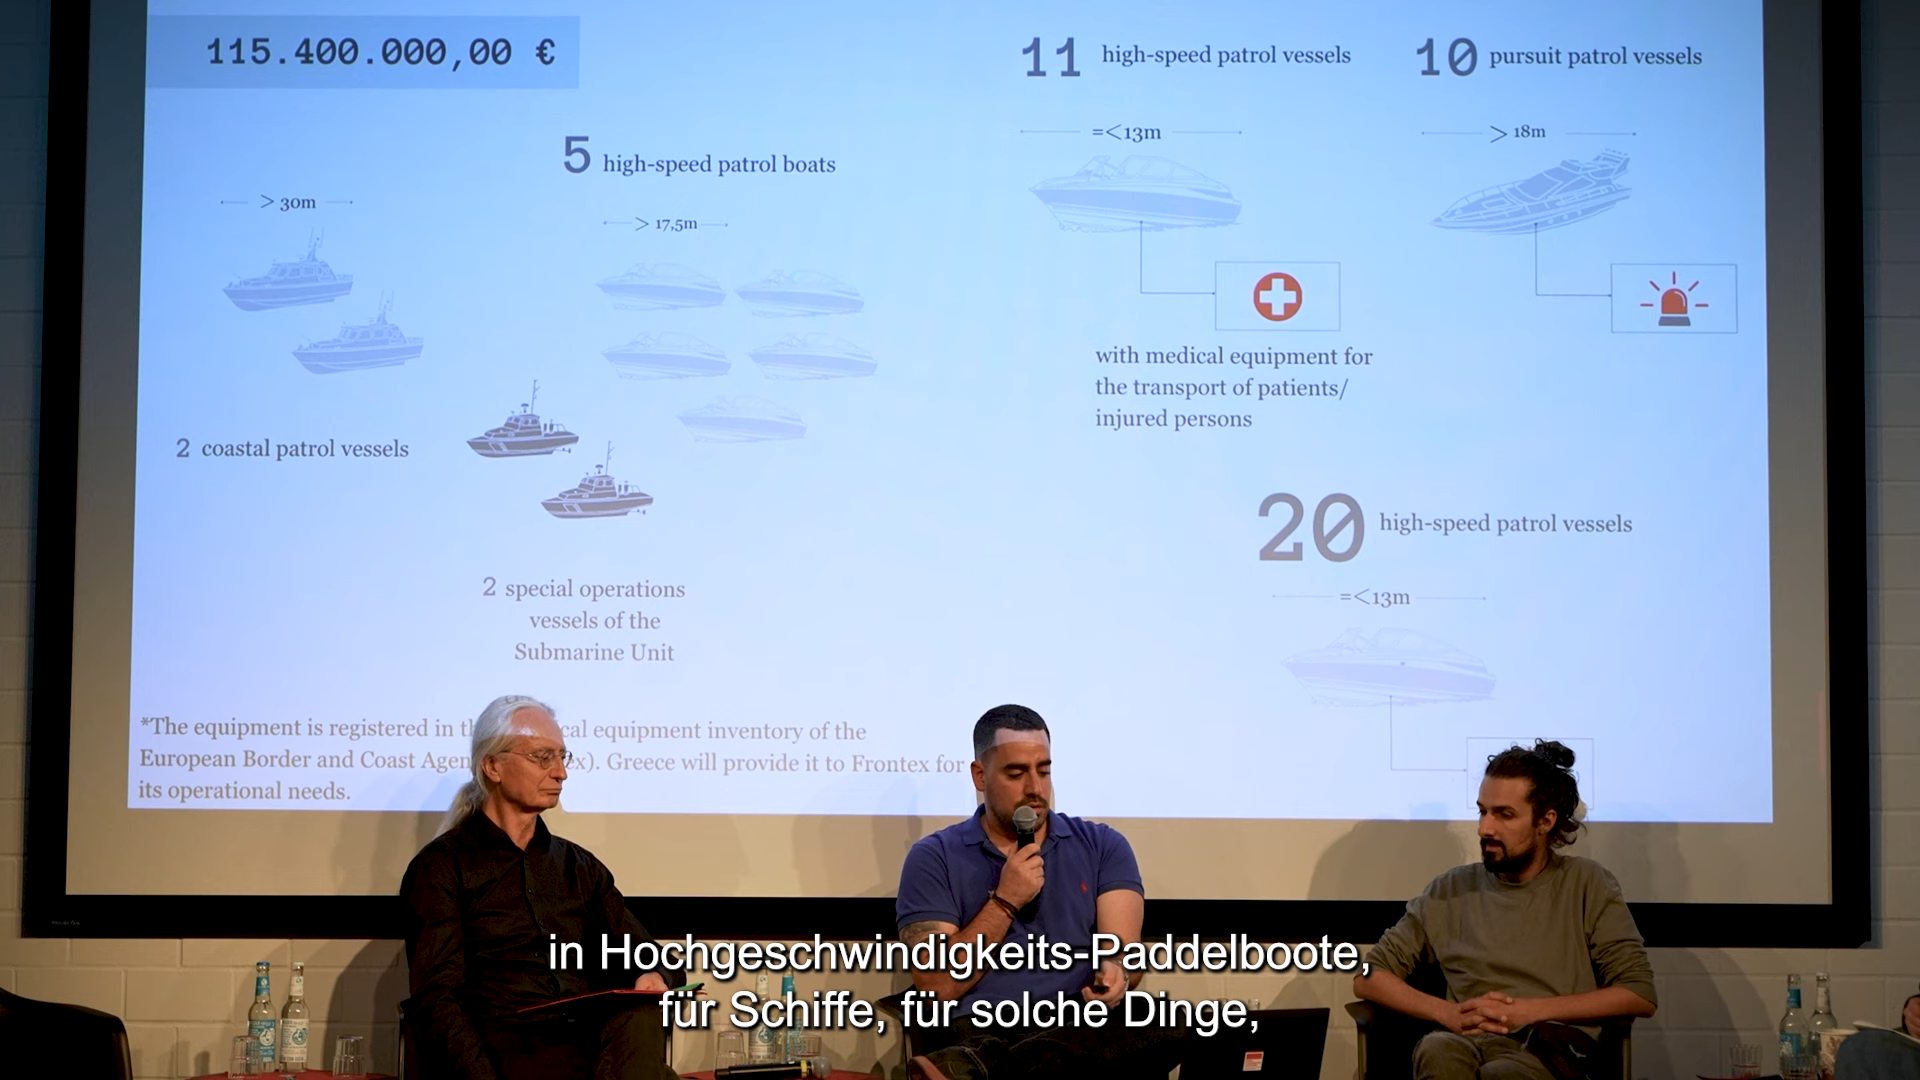 115.400.000,00 €
11 high-speed patrol vessels
10 pursuit patrol vessels
=<13m
> 18m
5 high-speed patrol boats
> 30m
> 17,5m
with medical equipment for
the transport of patients/
injured persons
2 coastal patrol vessels
20 high-speed patrol vessels
=<13m
2 special operations
vessels of the
Submarine Unit
*The equipment is registered in cal equipment inventory of the
European Border and Coast Agen ex). Greece will provide it to Frontex for
its operational needs.
in Hochgeschwindigkeits-Paddelboote,
für Schiffe, für solche Dinge,